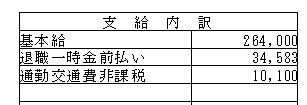 支給内訳
基本給 264,000
退職一時金前払い 34,583
通勤交通費非課税 10,100